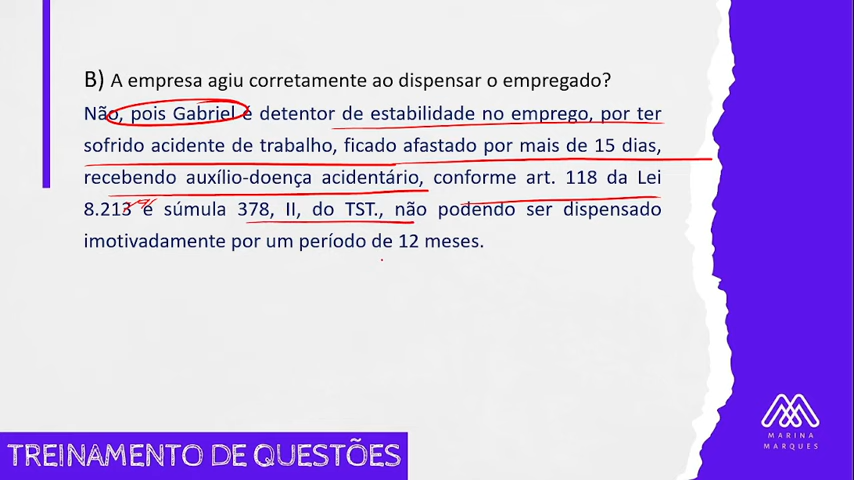 B) A empresa agiu corretamente ao dispensar o empregado?
Não, pois Gabriel é detentor de estabilidade no emprego, por ter
sofrido acidente de trabalho, ficado afastado por mais de 15 dias,
recebendo auxílio-doença acidentário, conforme art. 118 da Lei
8.213 e súmula 378, II, do TST., não podendo ser dispensado
imotivadamente por um período de 12 meses.
MARINA
MARQUES
TREINAMENTO DE QUESTÕES